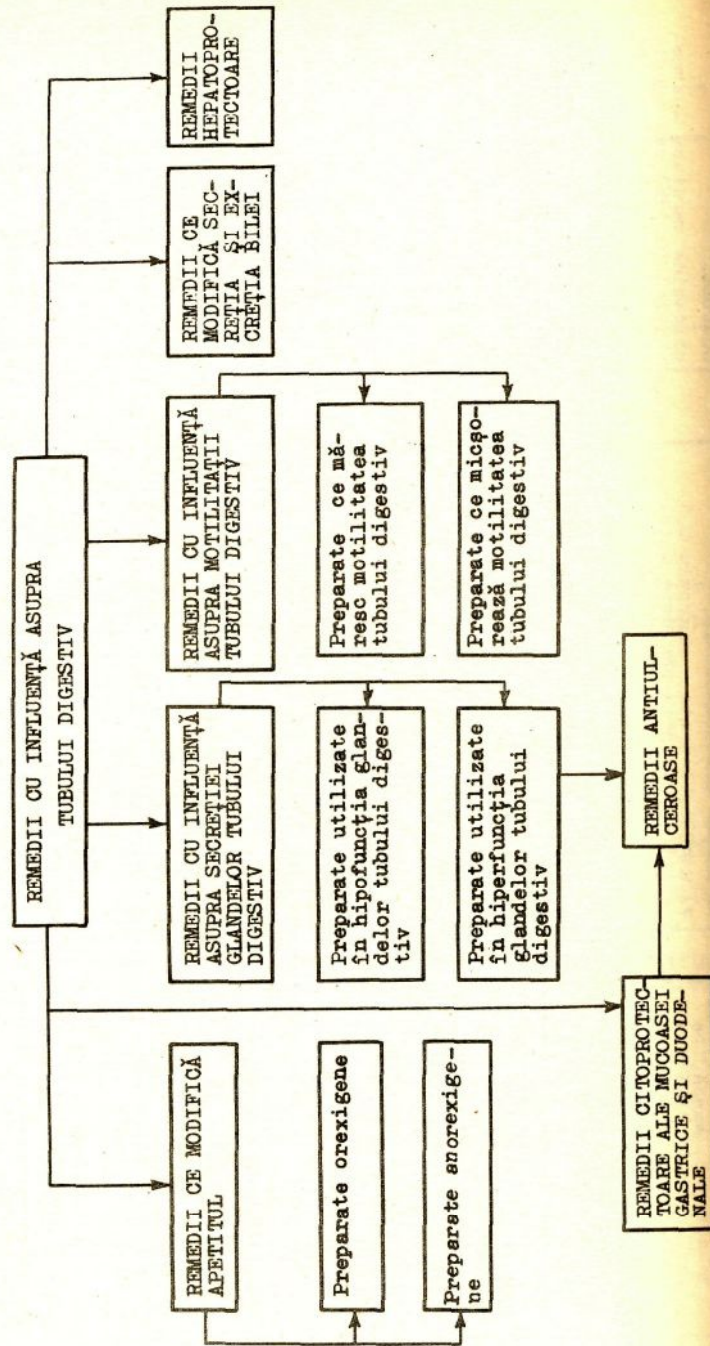 REMEDII CU INFLUENȚĂ ASUPRA
TUBULUI DIGESTIV
REMEDII CE MODIFICĂ
APETITUL
Preparate orexigene
Preparate anorexige-
ne
REMEDII CU INFLUENȚĂ
ASUPRA SECREȚIEI
GLANDELOR TUBULUI
DIGESTIV
Preparate utilizate
în hipofuncția glan-
delor tubului diges-
tiv
Preparate utilizate
în hiperfuncția
glandelor tubului
digestiv
REMEDII CU INFLUENȚĂ
ASUPRA MOTILITAȚII
TUBULUI DIGESTIV
Preparate ce mă-
resc motilitatea
tubului digestiv
Preparate ce micșo-
rează motilitatea
tubului digestiv
REMEDII CE
MODIFICĂ SEC-
REȚIA ȘI EX-
CREȚIA BILEI
REMEDII
HEPATOPRO-
TECTOARE
REMEDII CITOPROTEC-
TOARE ALE MUCOASEI
GASTRICE ȘI DUODE-
NALE
REMEDII ANTIUL-
CEROASE